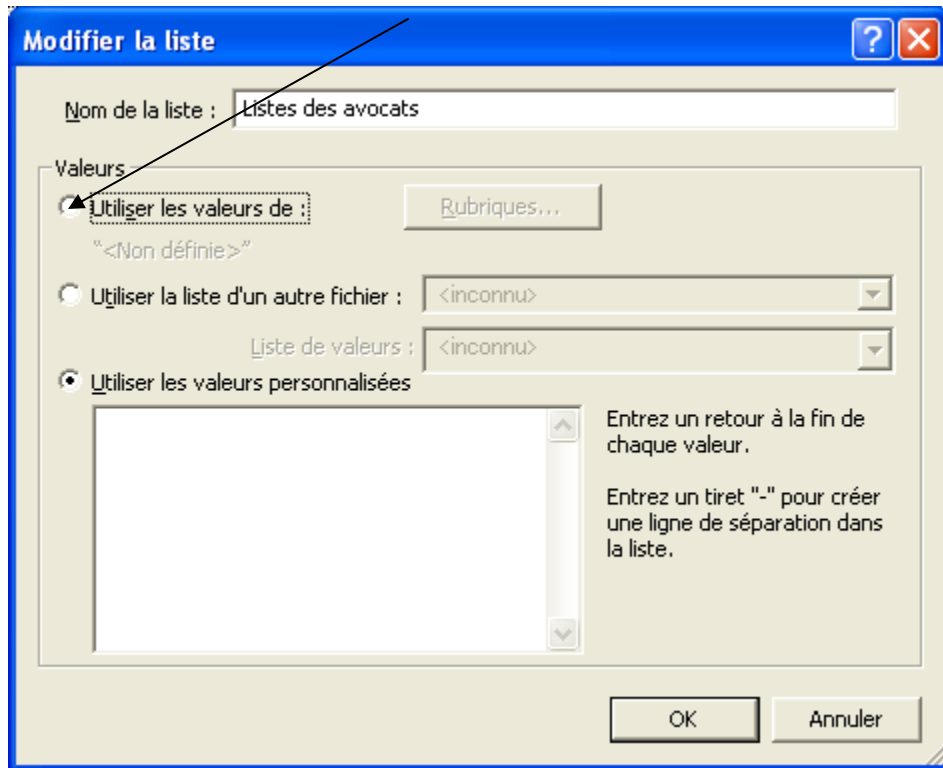 Modifier la liste
Nom de la liste : Listes des avocats
Valeurs
Utiliser les valeurs de : Rubriques...
"<Non définie>"
Utiliser la liste d'un autre fichier : <inconnu>
Liste de valeurs : <inconnu>
Utiliser les valeurs personnalisées
Entrez un retour à la fin de
chaque valeur.
Entrez un tiret "-" pour créer
une ligne de séparation dans
la liste.
OK Annuler